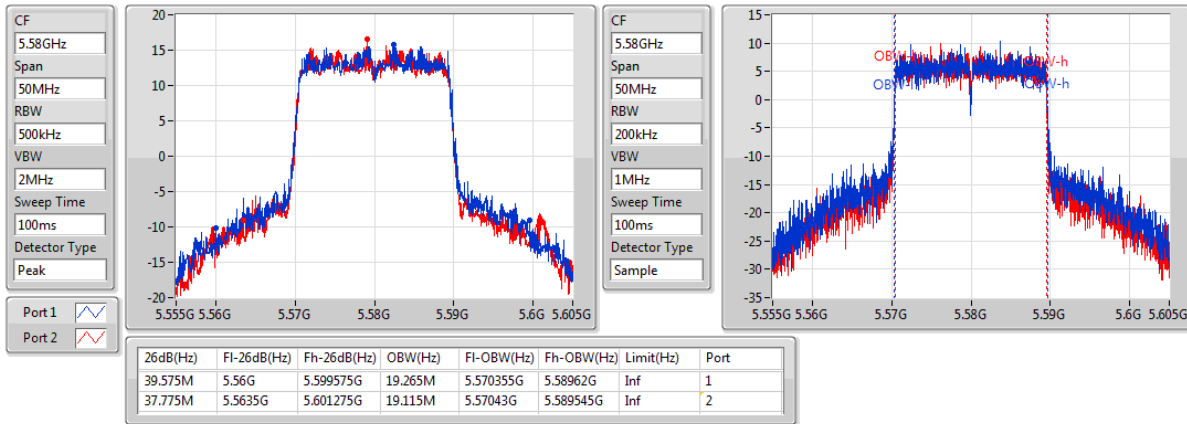 CF
5.58GHz
Span
50MHz
RBW
500kHz
VBW
2MHz
Sweep Time
100ms
Detector Type
Peak
Port 1
Port 2
20
15
10
5
0
-5
-10
-15
-20
5.555G 5.56G 5.57G 5.58G 5.59G 5.6G 5.605G
CF
5.58GHz
Span
50MHz
RBW
200kHz
VBW
1MHz
Sweep Time
100ms
Detector Type
Sample
15
10
5
0
-5
-10
-15
-20
-25
-30
-35
5.555G 5.56G 5.57G 5.58G 5.59G 5.6G 5.605G
26dB(Hz) Fl-26dB(Hz) Fh-26dB(Hz) OBW(Hz) Fl-OBW(Hz) Fh-OBW(Hz) Limit(Hz) Port
39.575M 5.56G 5.599575G 19.265M 5.570355G 5.58962G Inf 1
37.775M 5.5635G 5.601275G 19.115M 5.57043G 5.589545G Inf 2